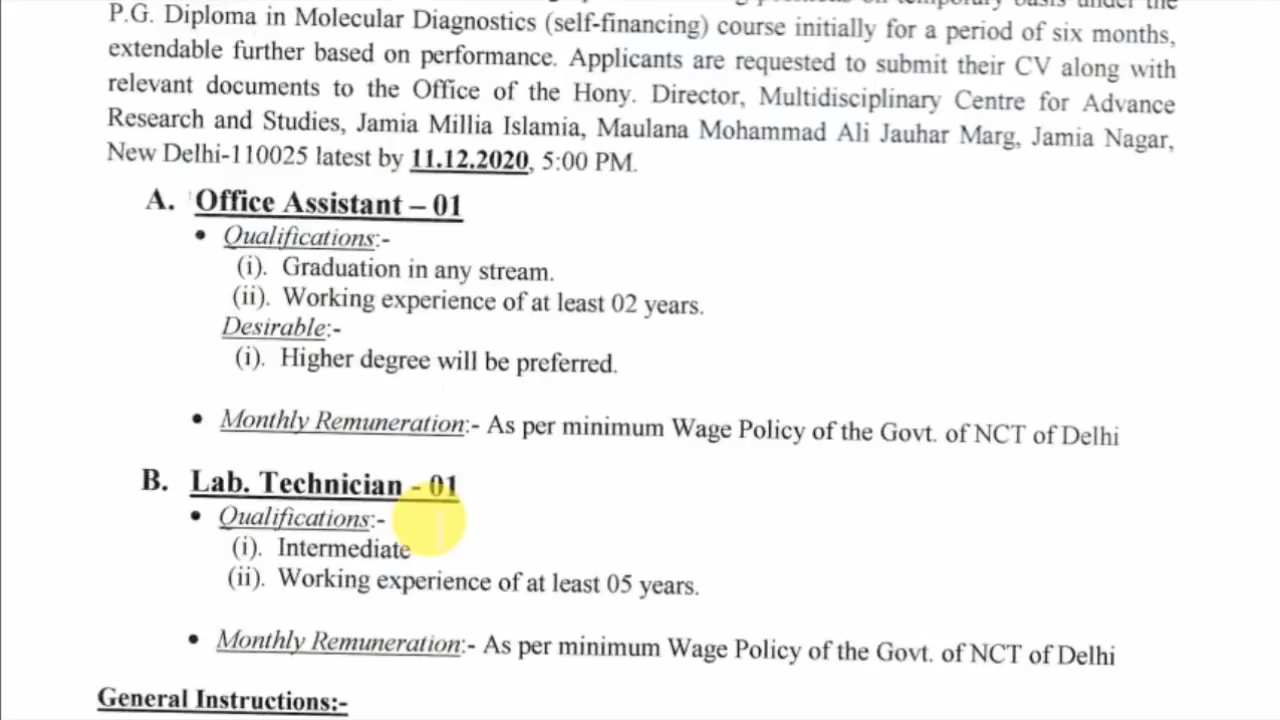 P.G. Diploma in Molecular Diagnostics (self-financing) course initially for a period of six months,
extendable further based on performance. Applicants are requested to submit their CV along with
relevant documents to the Office of the Hony. Director, Multidisciplinary Centre for Advance
Research and Studies, Jamia Millia Islamia, Maulana Mohammad Ali Jauhar Marg, Jamia Nagar,
New Delhi-110025 latest by 11.12.2020, 5:00 PM.
A. Office Assistant – 01
• Qualifications:-
(i). Graduation in any stream.
(ii). Working experience of at least 02 years.
Desirable:-
(i). Higher degree will be preferred.
• Monthly Remuneration:- As per minimum Wage Policy of the Govt. of NCT of Delhi
B. Lab. Technician - 01
• Qualifications:-
(i). Intermediate
(ii). Working experience of at least 05 years.
• Monthly Remuneration:- As per minimum Wage Policy of the Govt. of NCT of Delhi
General Instructions:-